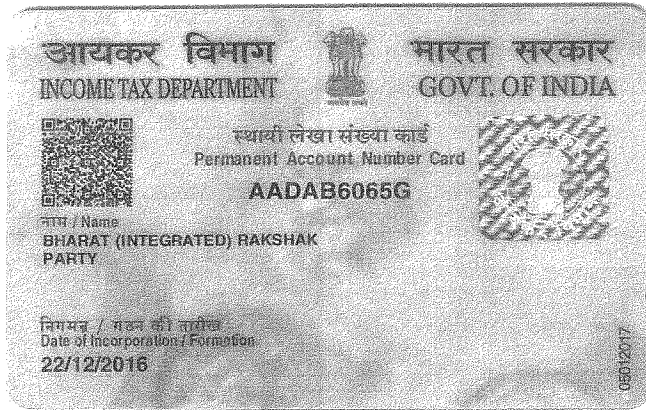 आयकर विभाग
INCOME TAX DEPARTMENT
भारत सरकार
GOVT. OF INDIA
स्थायी लेखा संख्या कार्ड
Permanent Account Number Card
AADAB6065G
नाम / Name
BHARAT (INTEGRATED) RAKSHAK
PARTY
निगमन / गठन की तारीख
Date of Incorporation / Formation
22/12/2016
05012017